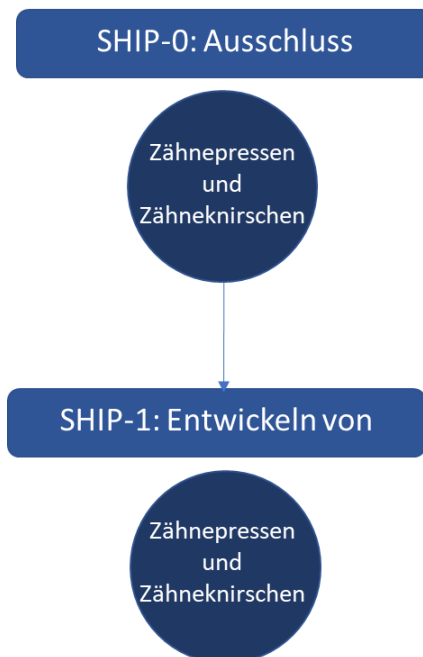 SHIP-0: Ausschluss
Zähnepressen
und
Zähneknirschen
SHIP-1: Entwickeln von
Zähnepressen
und
Zähneknirschen